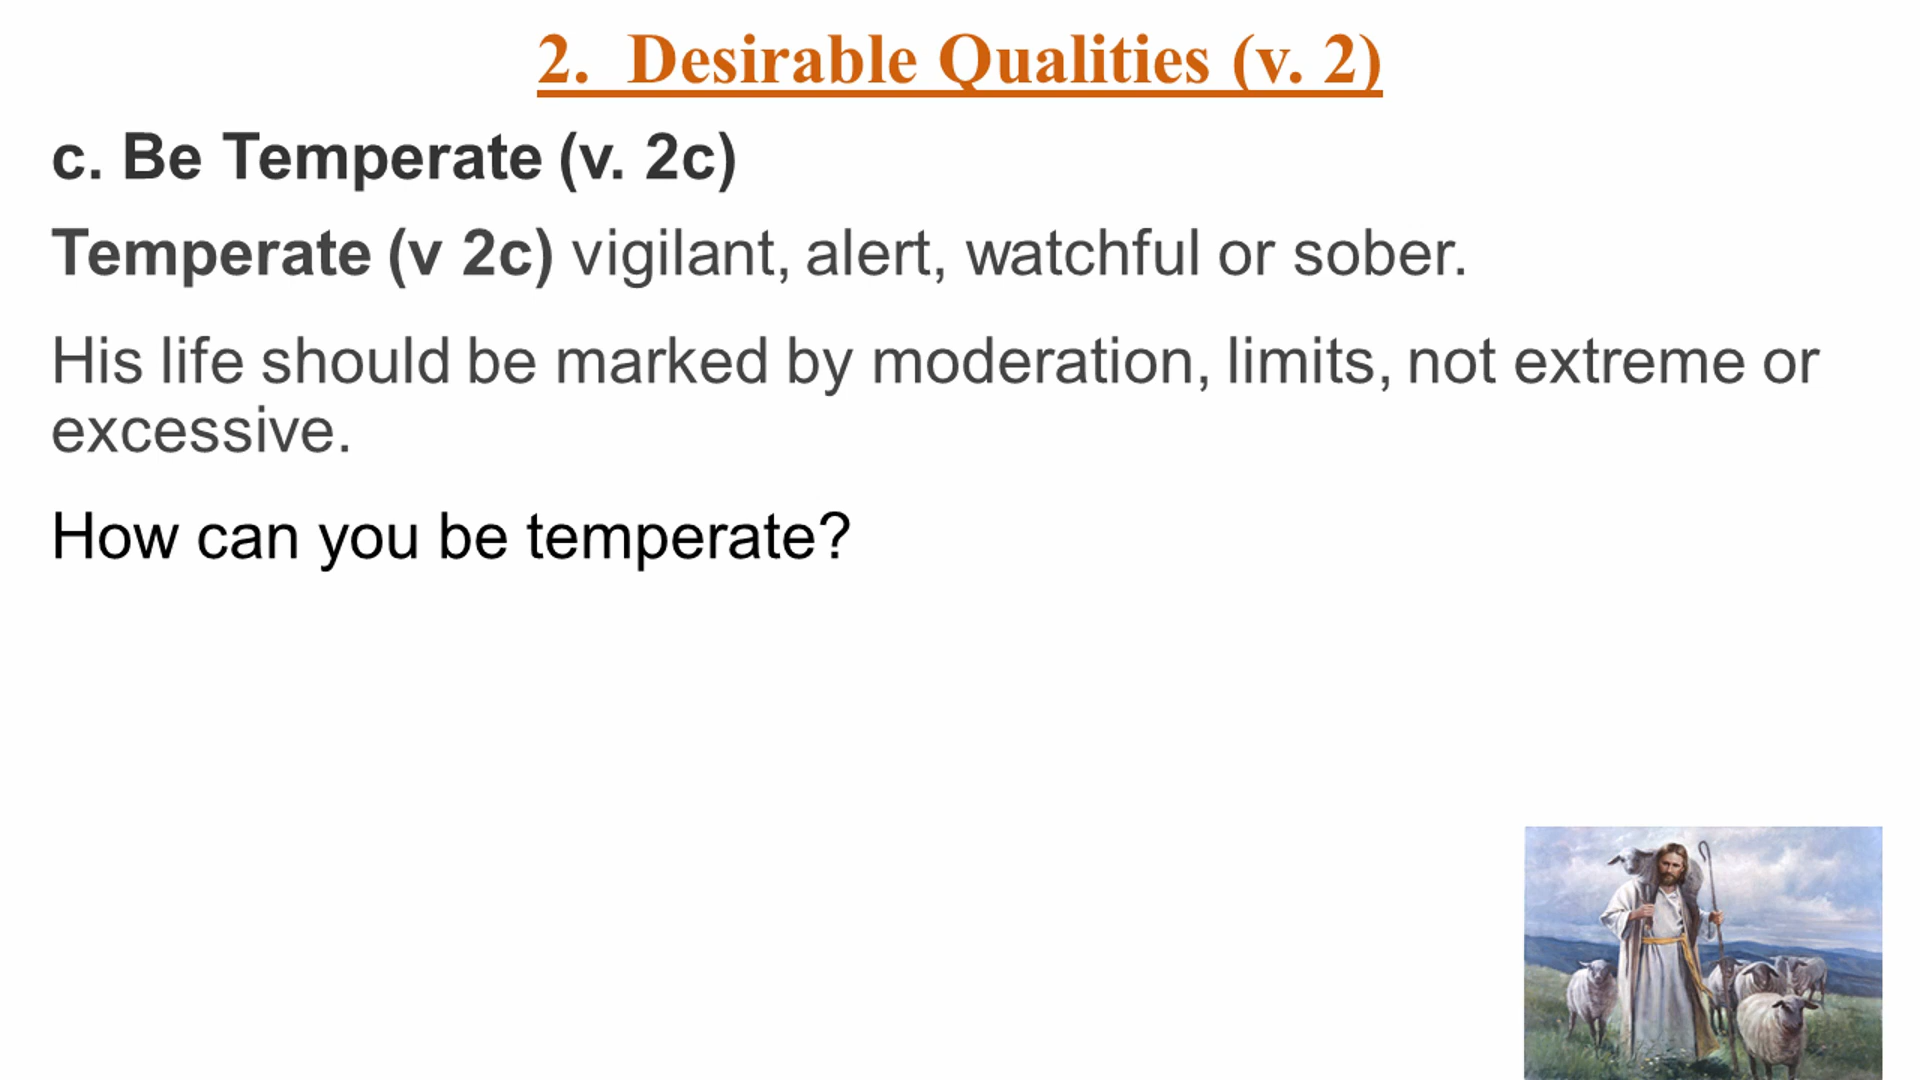 2. Desirable Qualities (v. 2)
c. Be Temperate (v. 2c)
Temperate (v 2c) vigilant, alert, watchful or sober.
His life should be marked by moderation, limits, not extreme or
excessive.
How can you be temperate?